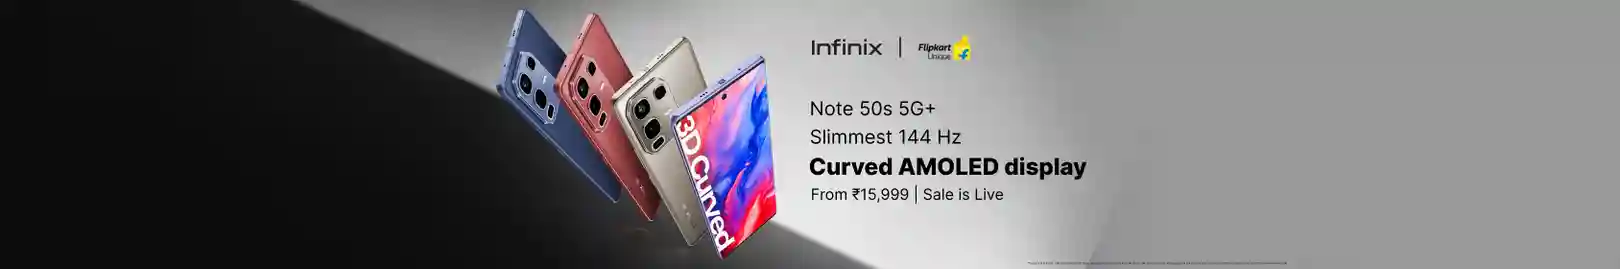 Infinix | Flipkart
Unique
Note 50s 5G+
Slimmest 144 Hz
Curved AMOLED display
From ₹15,999 | Sale is Live
3D Curved